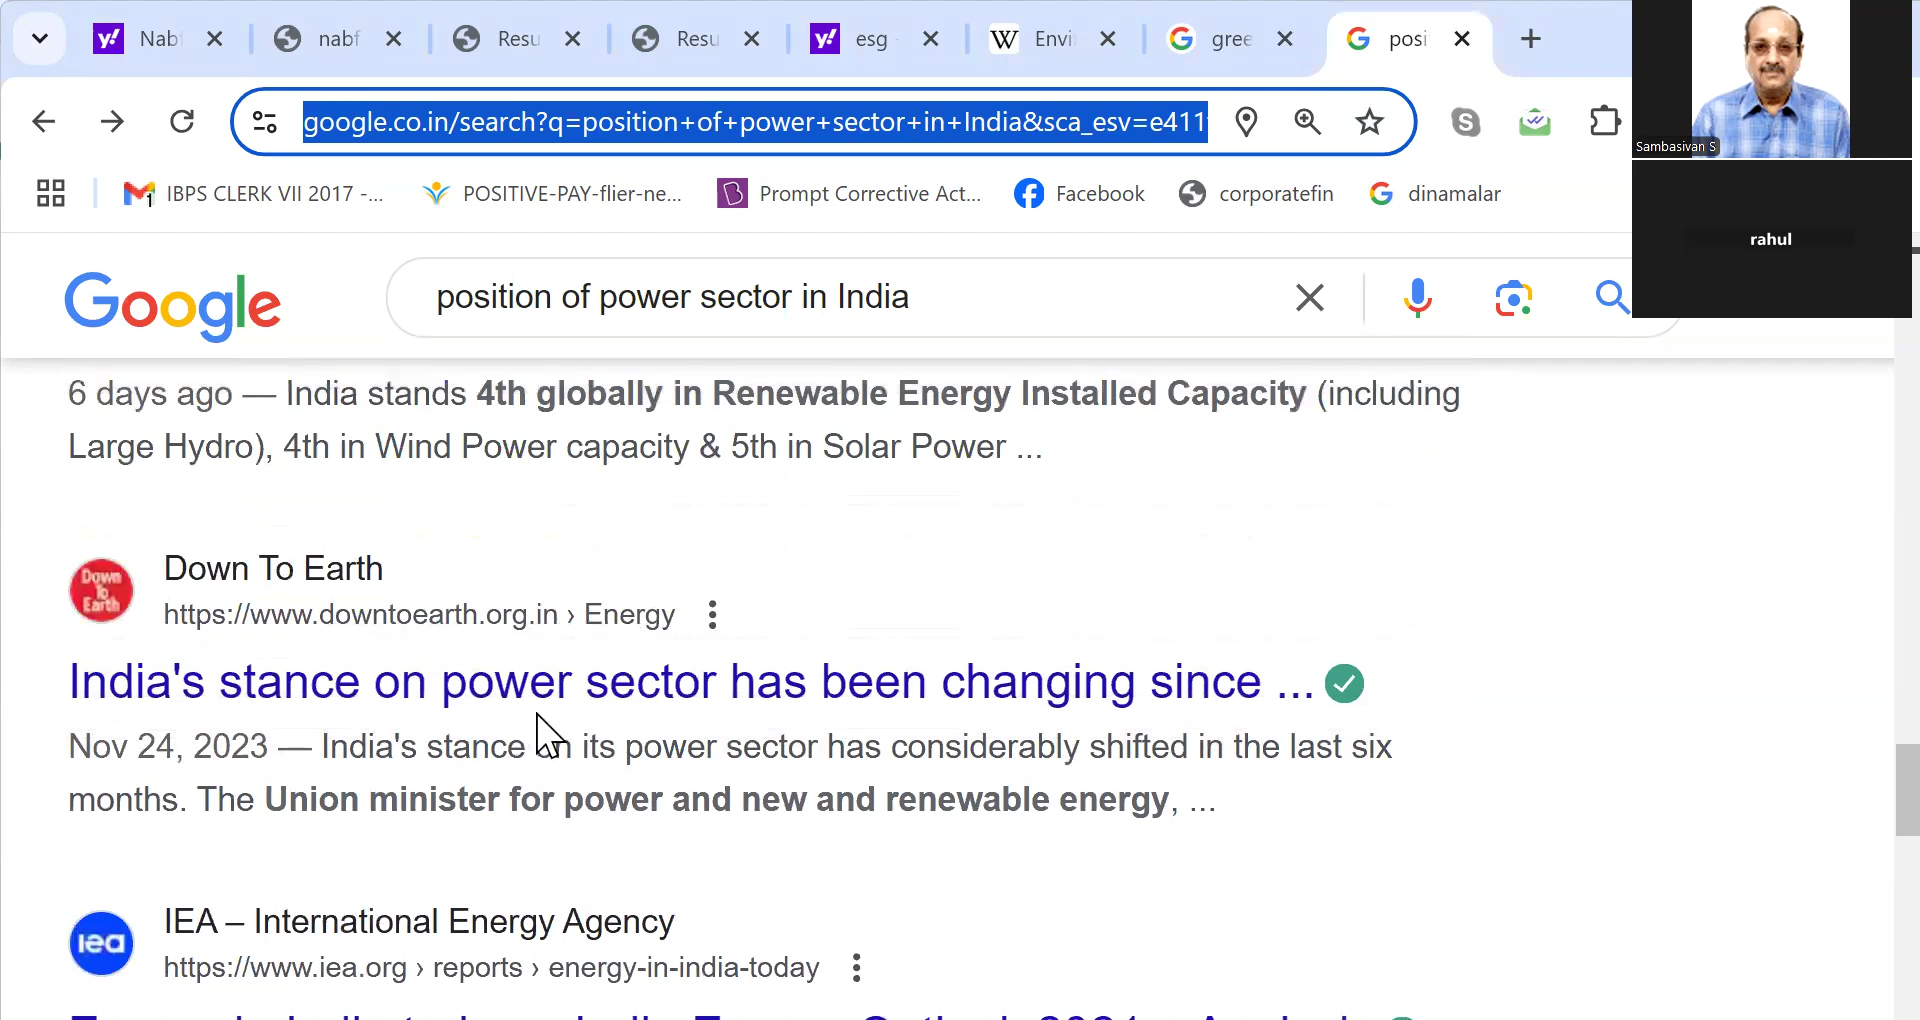 Nabf
nabf
Resu
Resu
esg
Envi
gree
posi
google.co.in/search?q=position+of+power+sector+in+India&sca_esv=e411
Sambasivan S
IBPS CLERK VII 2017 -...
POSITIVE-PAY-flier-ne...
Prompt Corrective Act...
Facebook
corporatefin
dinamalar
rahul
Google
position of power sector in India
6 days ago — India stands 4th globally in Renewable Energy Installed Capacity (including
Large Hydro), 4th in Wind Power capacity & 5th in Solar Power ...
Down To Earth
Down To Earth
https://www.downtoearth.org.in › Energy
India's stance on power sector has been changing since ...
Nov 24, 2023 — India's stance on its power sector has considerably shifted in the last six
months. The Union minister for power and new and renewable energy, ...
iea
IEA – International Energy Agency
https://www.iea.org › reports › energy-in-india-today